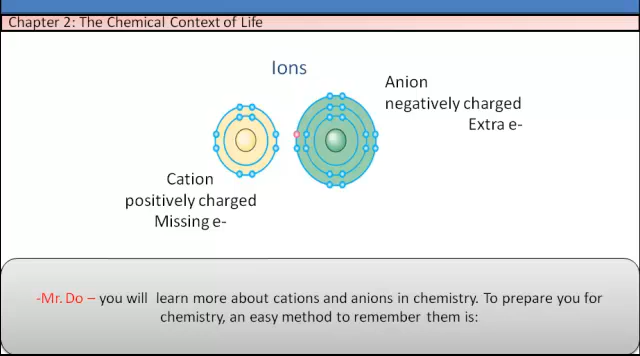 Chapter 2: The Chemical Context of Life
Ions
Anion
negatively charged
Extra e-
Cation
positively charged
Missing e-
-Mr. Do – you will learn more about cations and anions in chemistry. To prepare you for
chemistry, an easy method to remember them is: